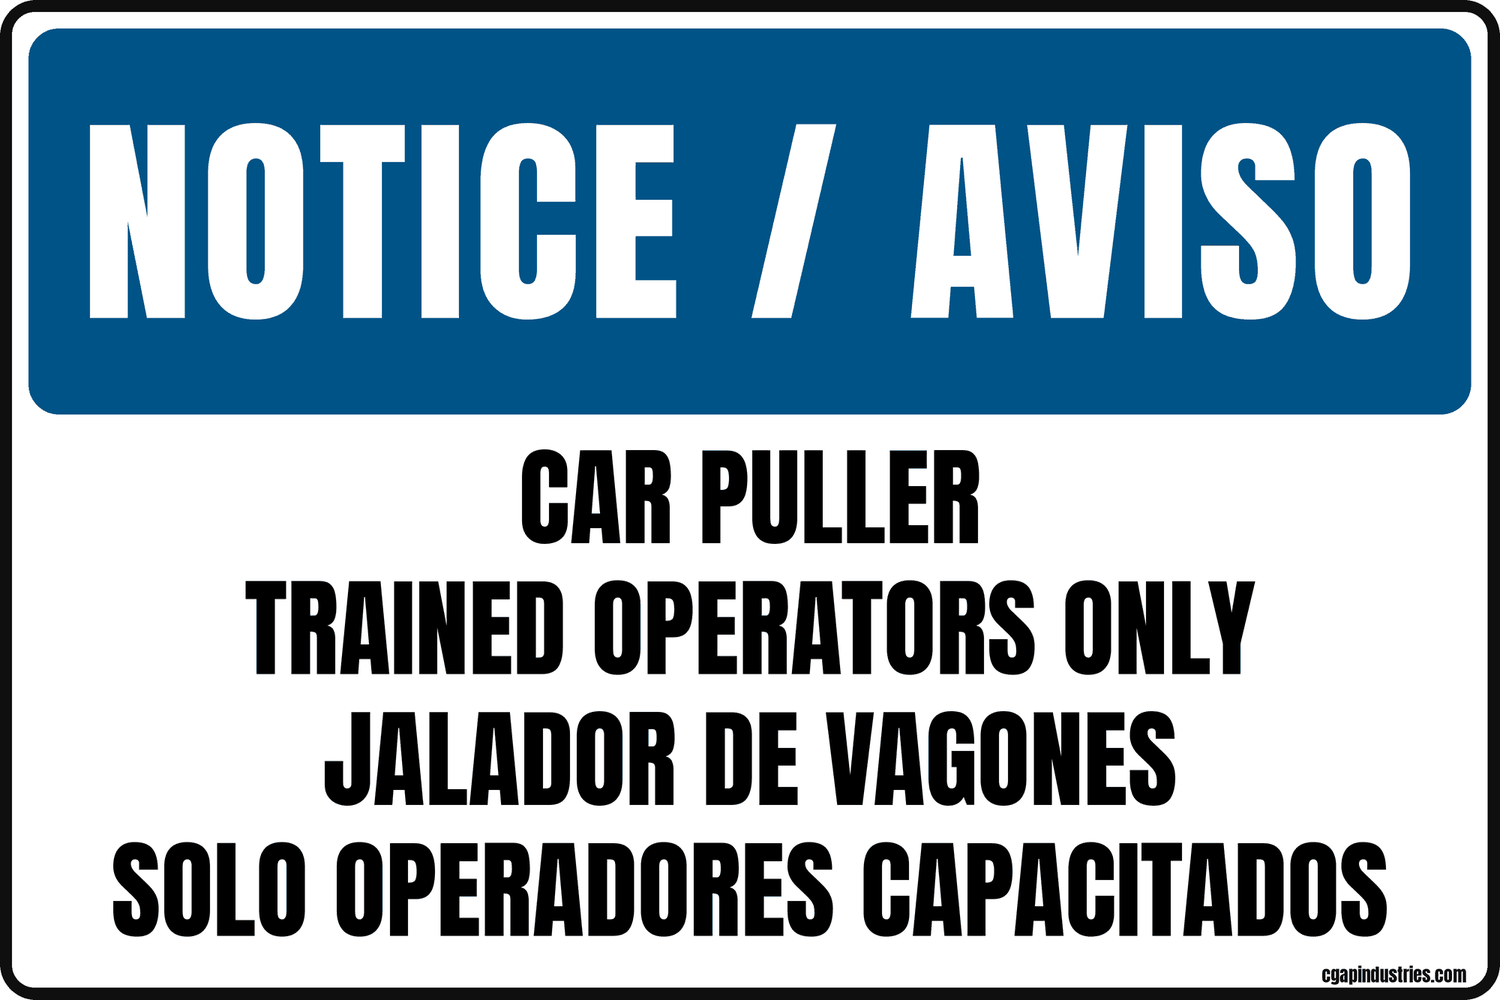 NOTICE / AVISO
CAR PULLER
TRAINED OPERATORS ONLY
JALADOR DE VAGONES
SOLO OPERADORES CAPACITADOS
cgapindustries.com